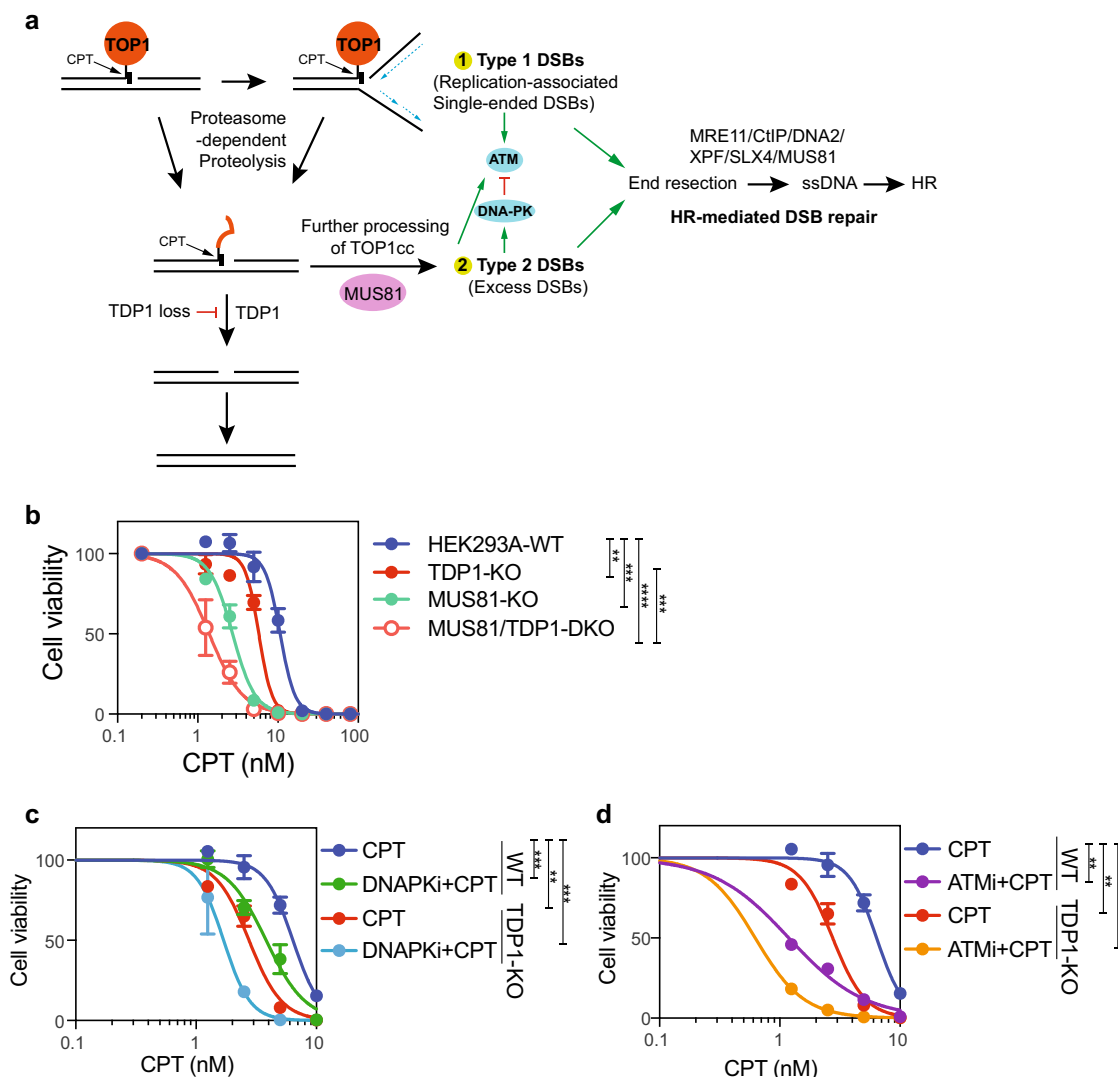 a
TOP1
CPT
TOP1
CPT
1 Type 1 DSBs
(Replication-associated
Single-ended DSBs)
Proteasome
-dependent
Proteolysis
ATM
DNA-PK
MRE11/CtIP/DNA2/
XPF/SLX4/MUS81
End resection
ssDNA
HR
HR-mediated DSB repair
CPT
Further processing
of TOP1cc
MUS81
2 Type 2 DSBs
(Excess DSBs)
TDP1 loss
TDP1
b
Cell viability
100
50
0
0.1
1
10
100
CPT (nM)
HEK293A-WT
TDP1-KO
MUS81-KO
MUS81/TDP1-DKO
**
***
****
***
c
Cell viability
100
50
0
0.1
1
10
CPT (nM)
CPT
DNAPKi+CPT
CPT
DNAPKi+CPT
WT
TDP1-KO
***
**
***
d
Cell viability
100
50
0
0.1
1
10
CPT (nM)
CPT
ATMi+CPT
CPT
ATMi+CPT
WT
TDP1-KO
**
**